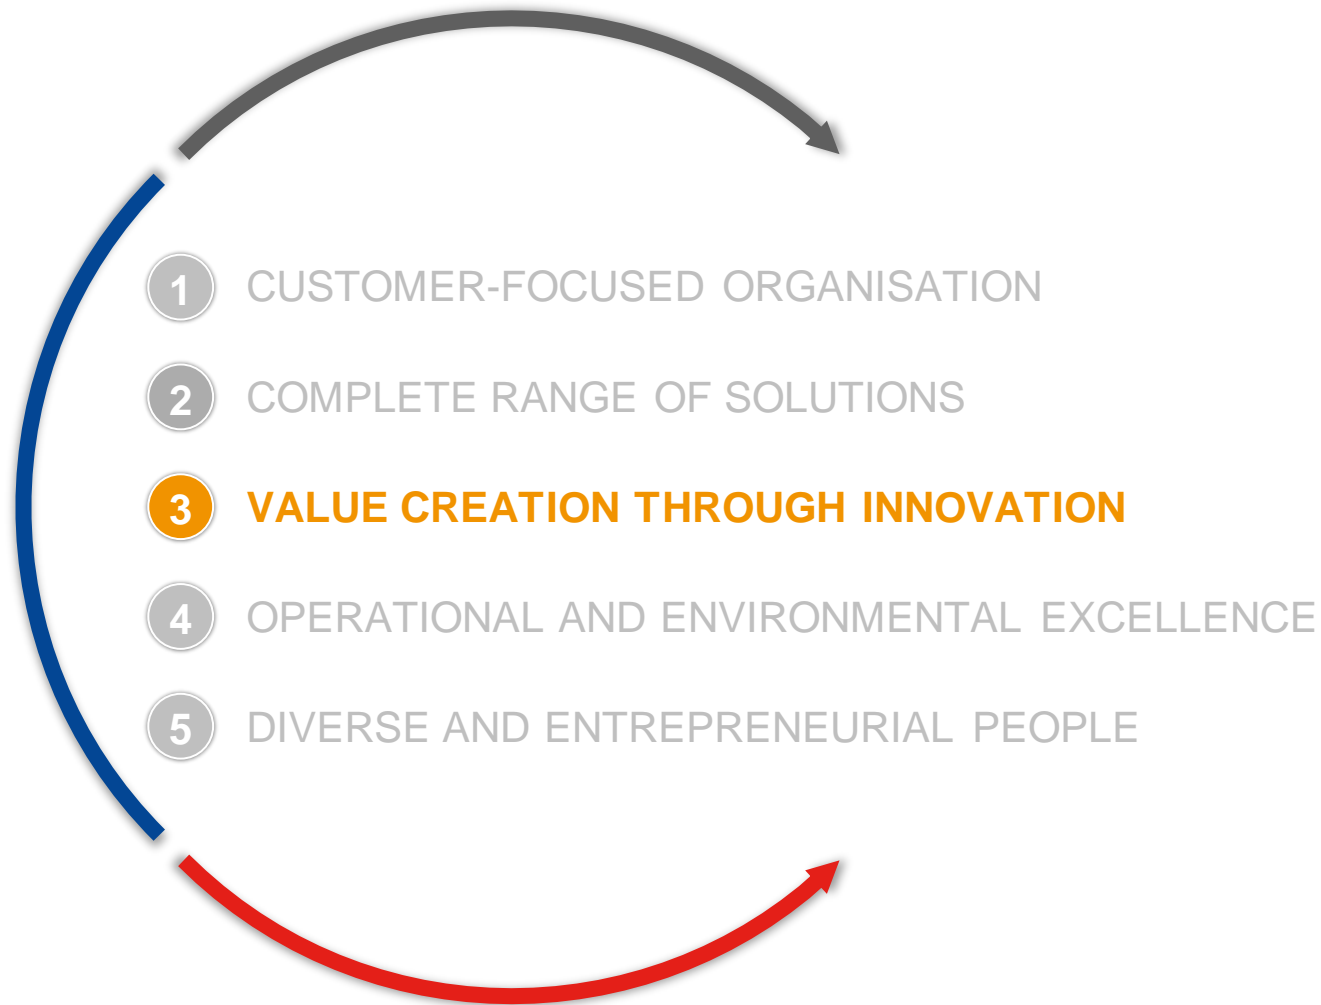 1 CUSTOMER-FOCUSED ORGANISATION
2 COMPLETE RANGE OF SOLUTIONS
3 VALUE CREATION THROUGH INNOVATION
4 OPERATIONAL AND ENVIRONMENTAL EXCELLENCE
5 DIVERSE AND ENTREPRENEURIAL PEOPLE